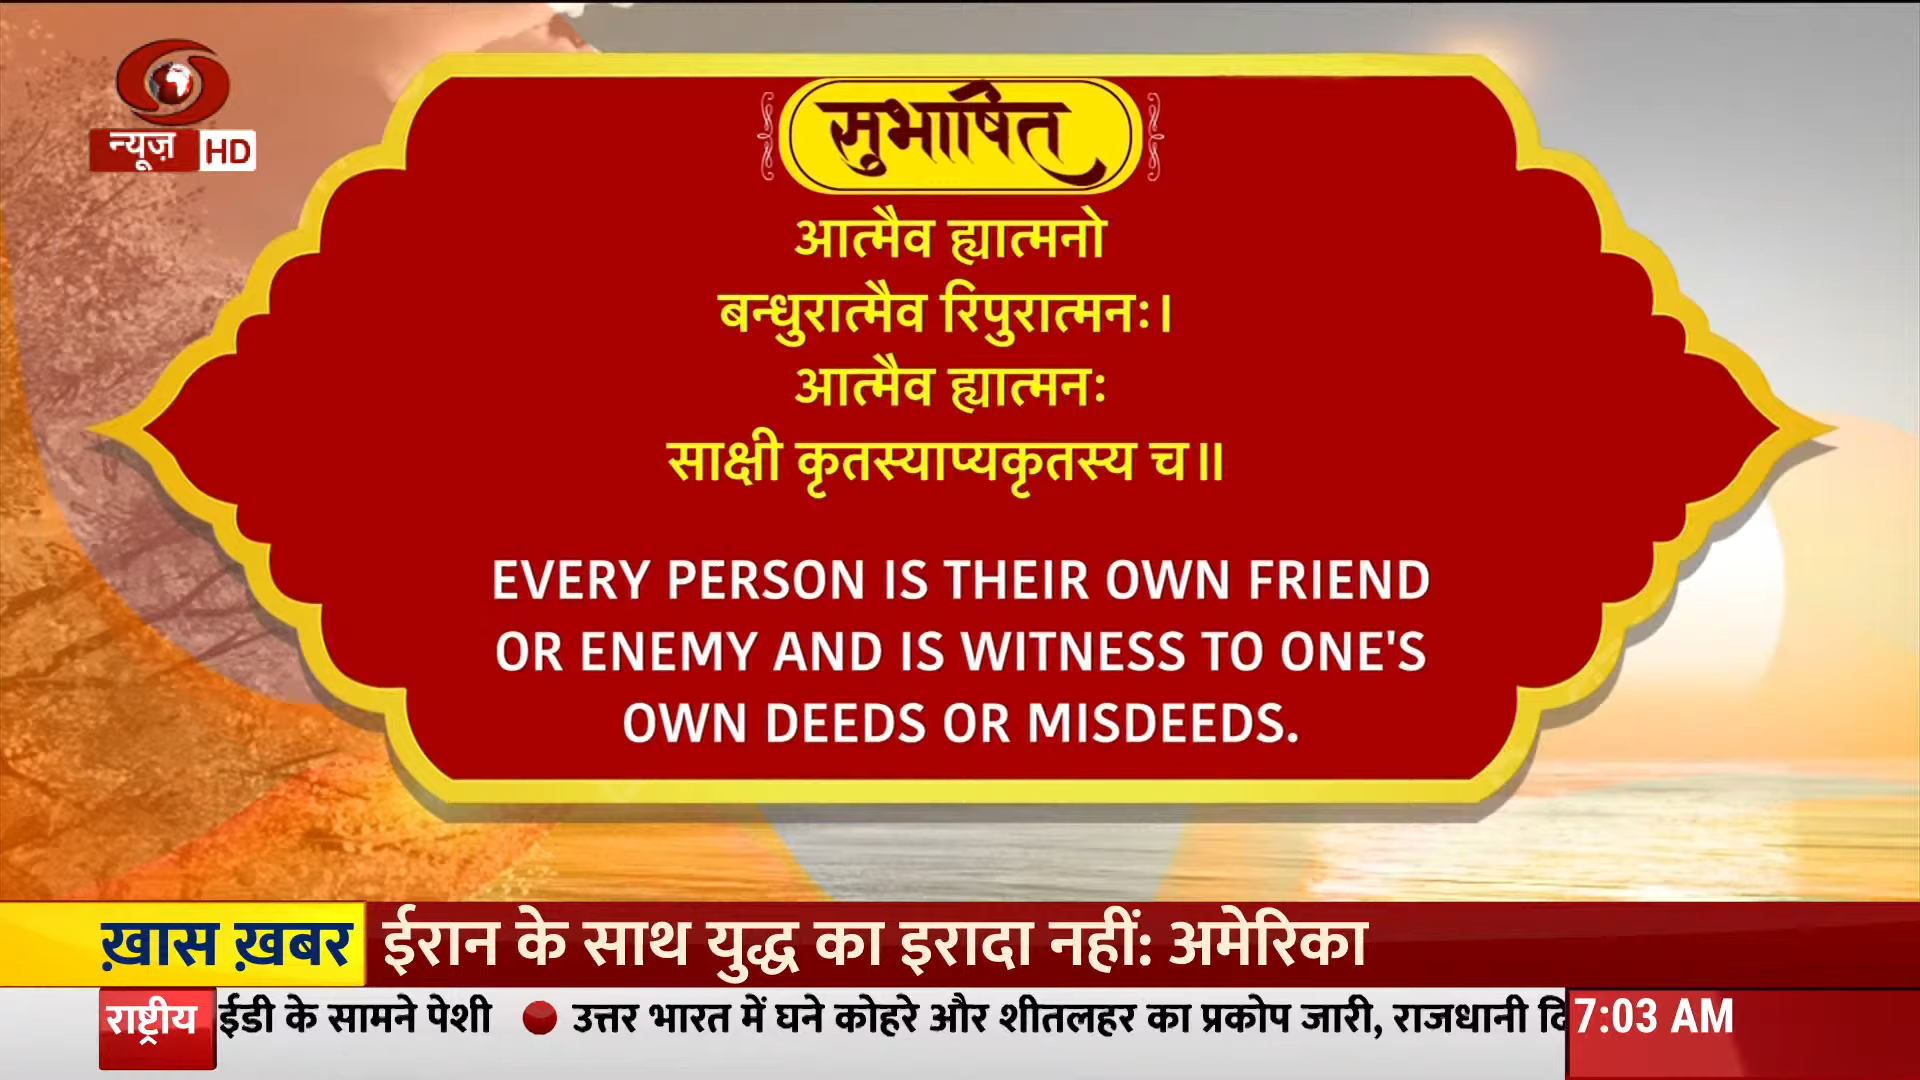 न्यूज़ HD
सुभाषित
आत्मैव ह्यात्मनो
बन्धुरात्मैव रिपुरात्मनः।
आत्मैव ह्यात्मनः
साक्षी कृतस्याप्यकृतस्य च॥
EVERY PERSON IS THEIR OWN FRIEND
OR ENEMY AND IS WITNESS TO ONE'S
OWN DEEDS OR MISDEEDS.
ख़ास ख़बर ईरान के साथ युद्ध का इरादा नहीं: अमेरिका
राष्ट्रीय ईडी के सामने पेशी ● उत्तर भारत में घने कोहरे और शीतलहर का प्रकोप जारी, राजधानी 7:03 AM